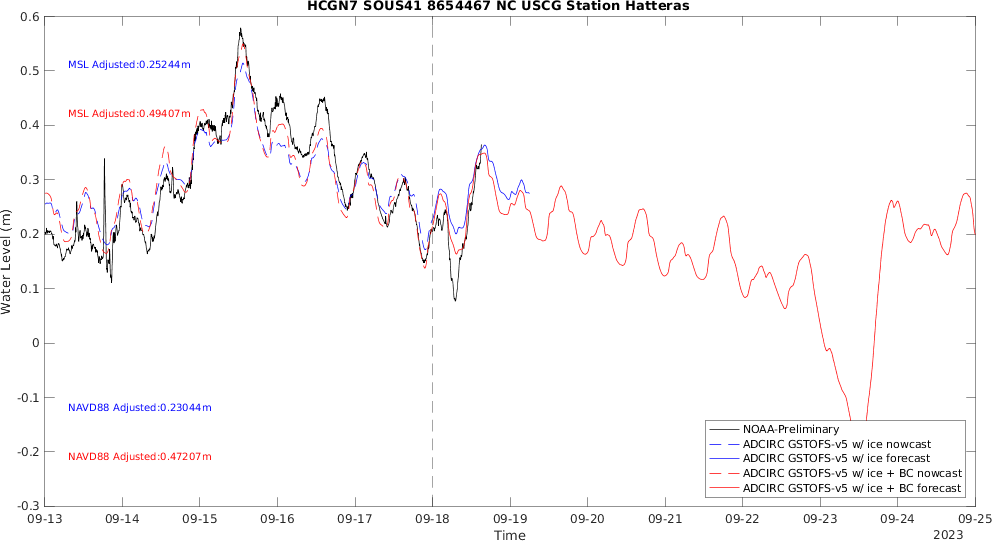 HCGN7 SOUS41 8654467 NC USCG Station Hatteras
0.6
0.5
0.4
0.3
0.2
0.1
0
-0.1
-0.2
-0.3
Water Level (m)
MSL Adjusted:0.25244m
MSL Adjusted:0.49407m
NAVD88 Adjusted:0.23044m
NAVD88 Adjusted:0.47207m
NOAA-Preliminary
ADCIRC GSTOFS-v5 w/ ice nowcast
ADCIRC GSTOFS-v5 w/ ice forecast
ADCIRC GSTOFS-v5 w/ ice + BC nowcast
ADCIRC GSTOFS-v5 w/ ice + BC forecast
09-13 09-14 09-15 09-16 09-17 09-18 09-19 09-20 09-21 09-22 09-23 09-24 09-25
Time
2023